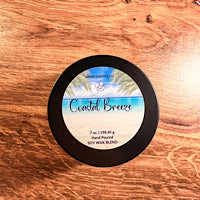 Coastal Breeze
7 oz | 198.45 g
Hand Poured
SOY WAX BLEND